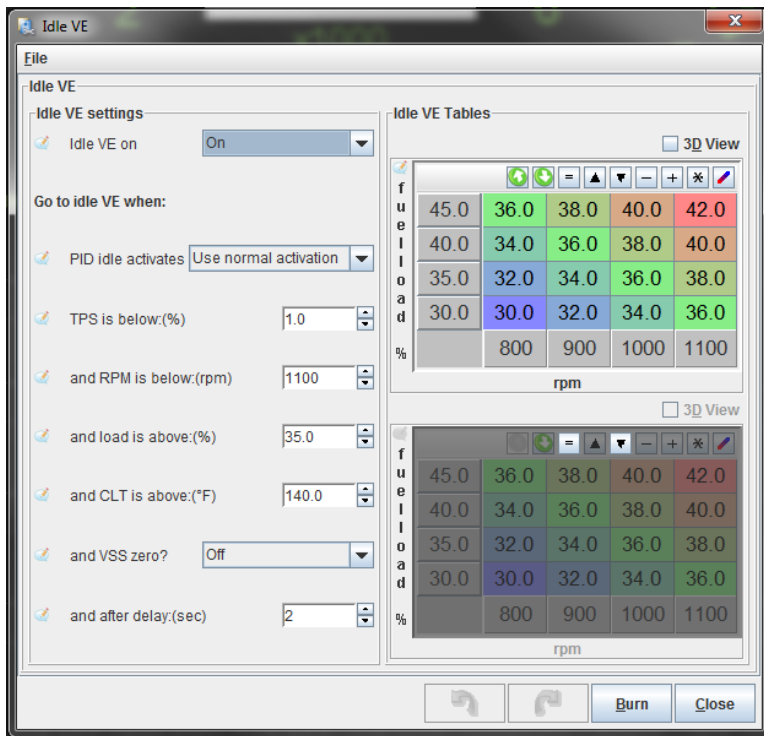 Idle VE
File
Idle VE
Idle VE settings
Idle VE on
On
Go to idle VE when:
PID idle activates
Use normal activation
TPS is below:(%)
1.0
and RPM is below:(rpm)
1100
and load is above:(%)
35.0
and CLT is above:(°F)
140.0
and VSS zero?
Off
and after delay:(sec)
2
Idle VE Tables
3D View
fuelload
%
= - + *
45.0 36.0 38.0 40.0 42.0
40.0 34.0 36.0 38.0 40.0
35.0 32.0 34.0 36.0 38.0
30.0 30.0 32.0 34.0 36.0
800 900 1000 1100
rpm
3D View
fuelload
%
= - + *
45.0 36.0 38.0 40.0 42.0
40.0 34.0 36.0 38.0 40.0
35.0 32.0 34.0 36.0 38.0
30.0 30.0 32.0 34.0 36.0
800 900 1000 1100
rpm
Burn
Close